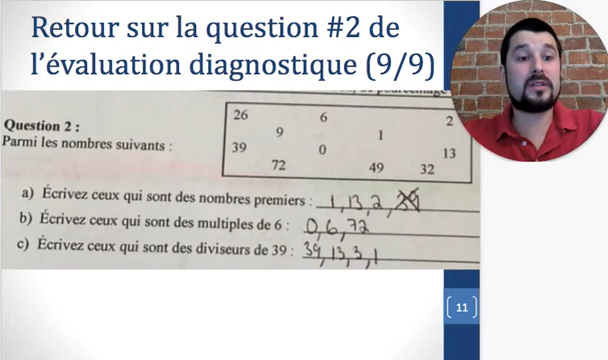 Retour sur la question #2 de
l'évaluation diagnostique (9/9)
Question 2 :
Parmi les nombres suivants :
26 6 2
9 1
39 0 13
72 49 32
a) Écrivez ceux qui sont des nombres premiers : 1, 13, 2,
b) Écrivez ceux qui sont des multiples de 6 : 0, 6, 72
c) Écrivez ceux qui sont des diviseurs de 39 : 39, 13, 3, 1
11